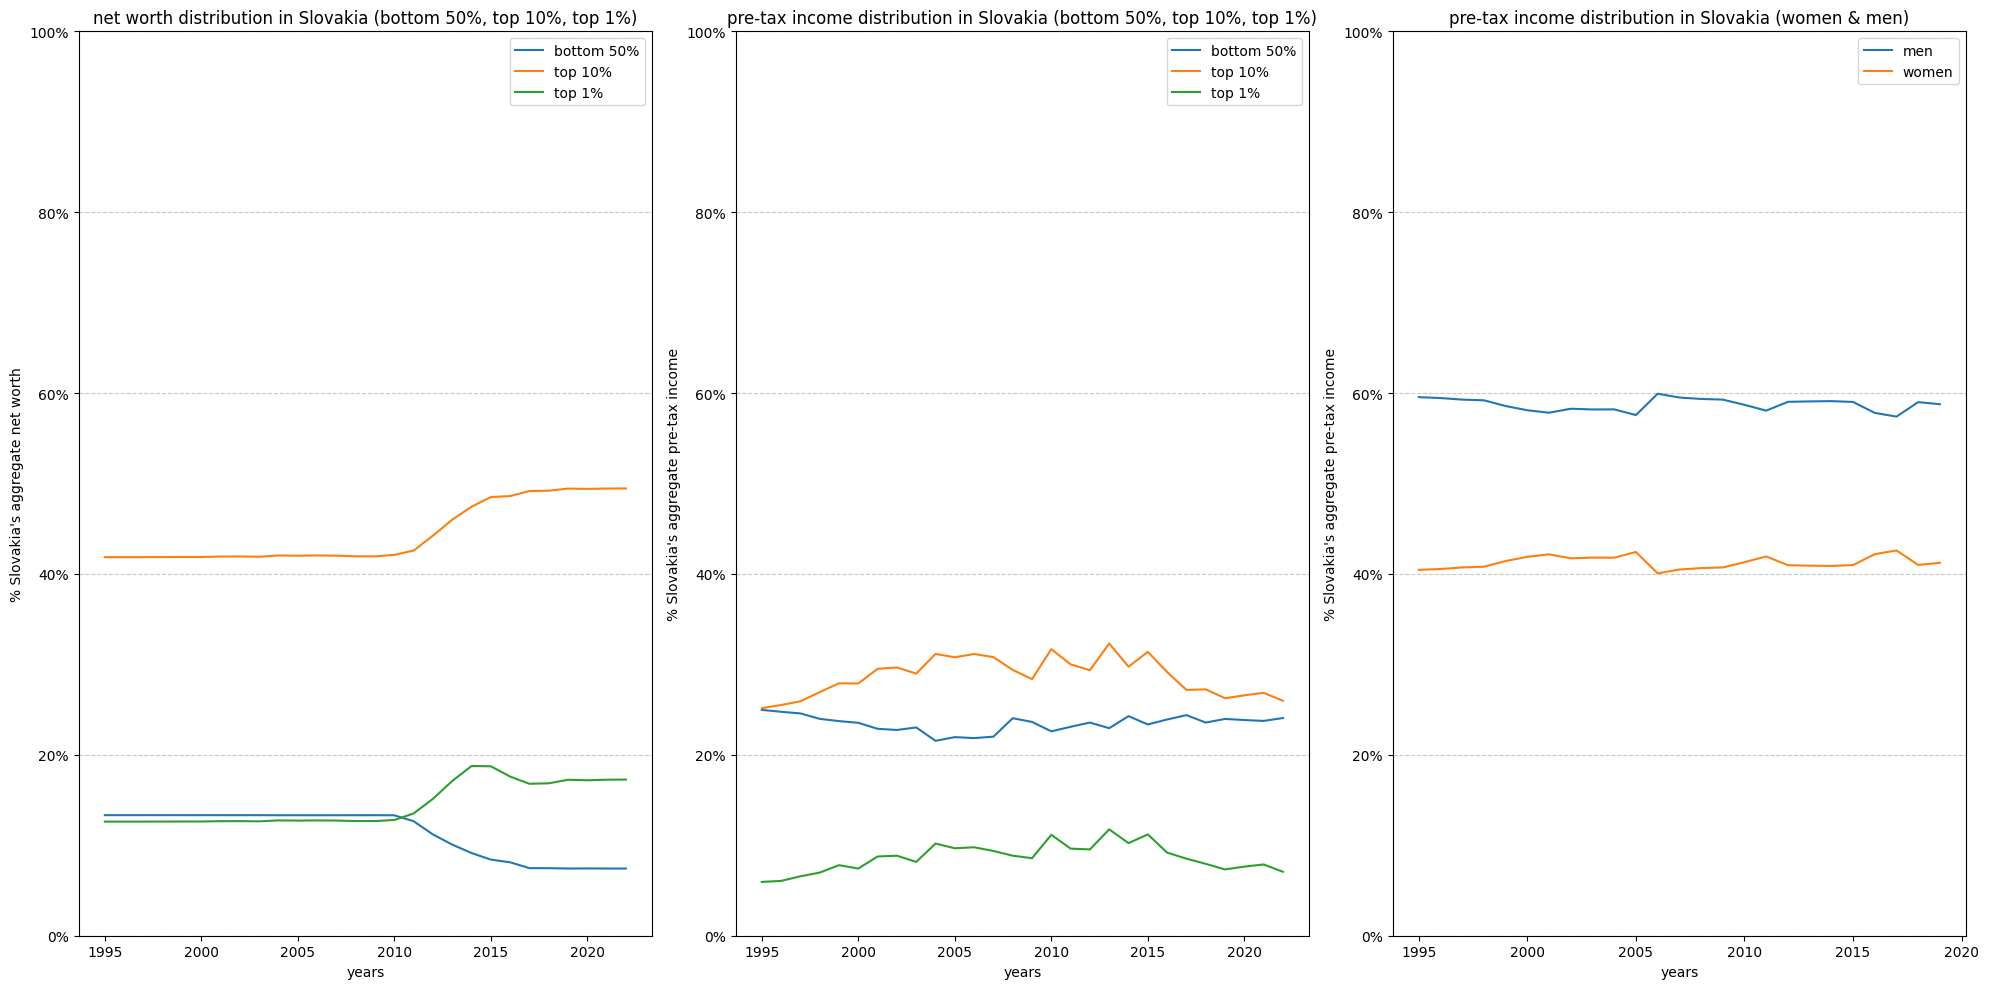 net worth distribution in Slovakia (bottom 50%, top 10%, top 1%)
100%
80%
60%
40%
20%
0%
% Slovakia's aggregate net worth
bottom 50%
top 10%
top 1%
1995 2000 2005 2010 2015 2020
years
pre-tax income distribution in Slovakia (bottom 50%, top 10%, top 1%)
100%
80%
60%
40%
20%
0%
% Slovakia's aggregate pre-tax income
bottom 50%
top 10%
top 1%
1995 2000 2005 2010 2015 2020
years
pre-tax income distribution in Slovakia (women & men)
100%
80%
60%
40%
20%
0%
% Slovakia's aggregate pre-tax income
men
women
1995 2000 2005 2010 2015 2020
years